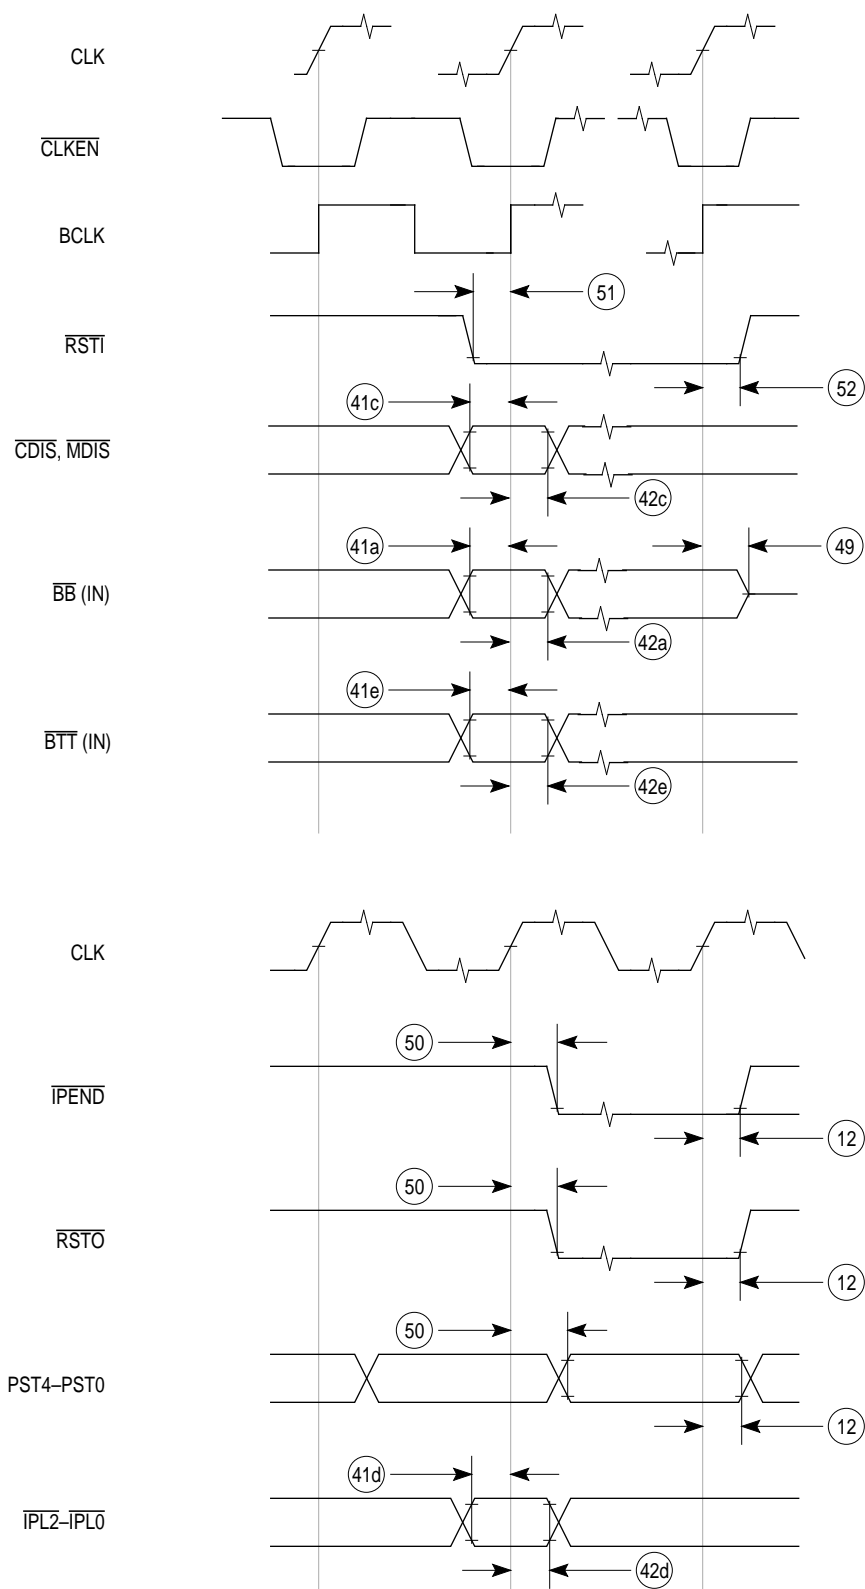 CLK
CLKEN
BCLK
51
RSTI
52
41c
CDIS, MDIS
42c
41a
49
BB (IN)
42a
41e
BTT (IN)
42e
CLK
50
IPEND
12
50
RSTO
12
50
PST4–PST0
12
41d
IPL2–IPL0
42d